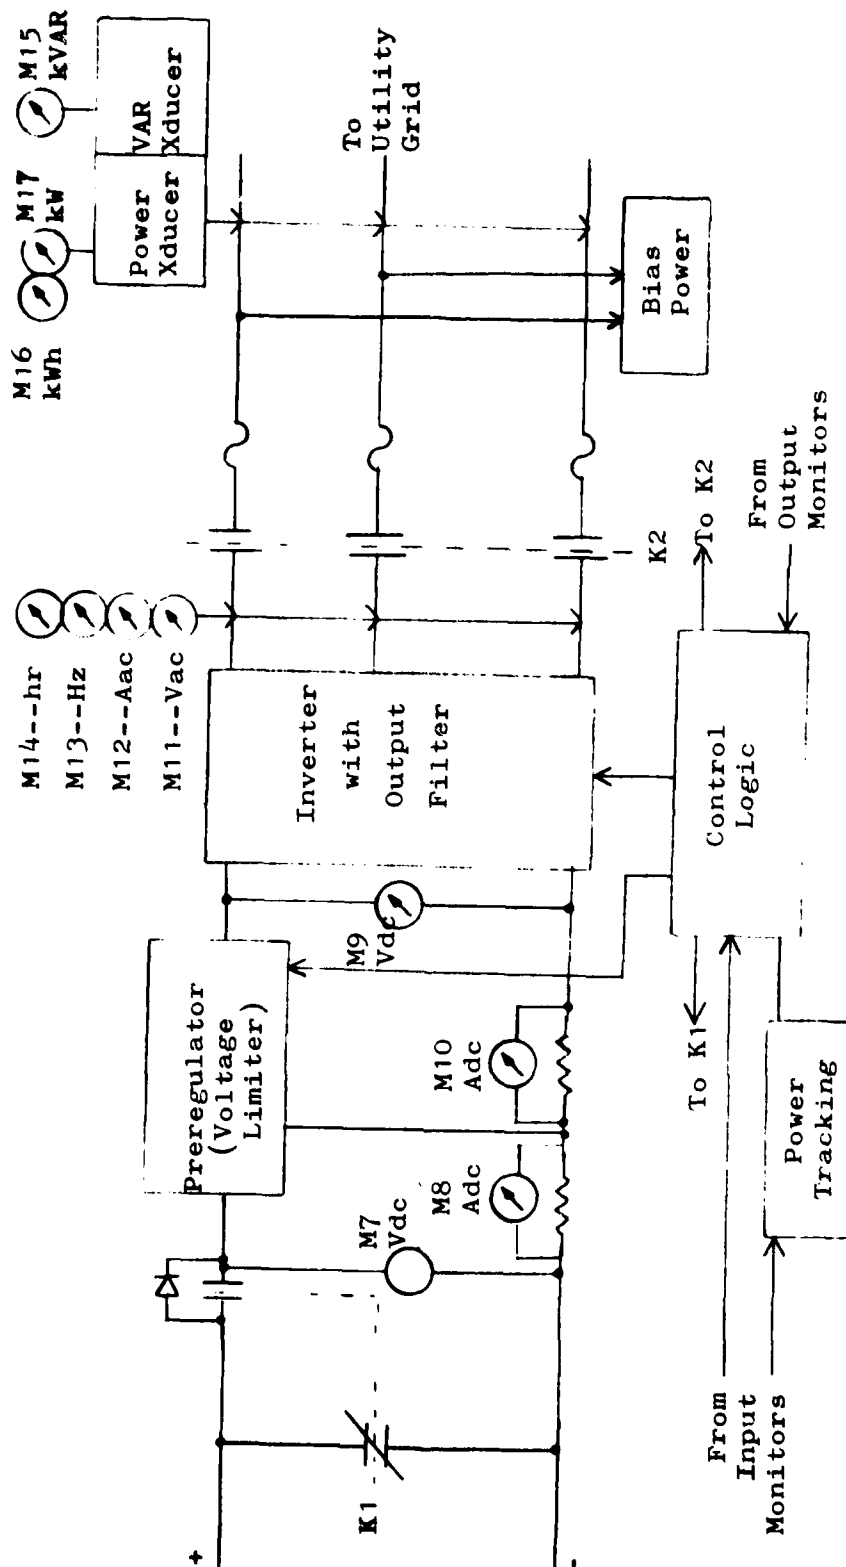 M16
kWh
M17
kW
M15
kVAR
Power
Xducer
VAR
Xducer
M14--hr
M13--Hz
M12--Aac
M11--Vac
To
Utility
Grid
Preregulator
(Voltage
Limiter)
Inverter
with
Output
Filter
K2
Bias
Power
+
K1
M7
Vdc
M8
Adc
M10
Adc
M9
Vdc
-
To K1
To K2
Control
Logic
From
Output
Monitors
From
Input
Monitors
Power
Tracking